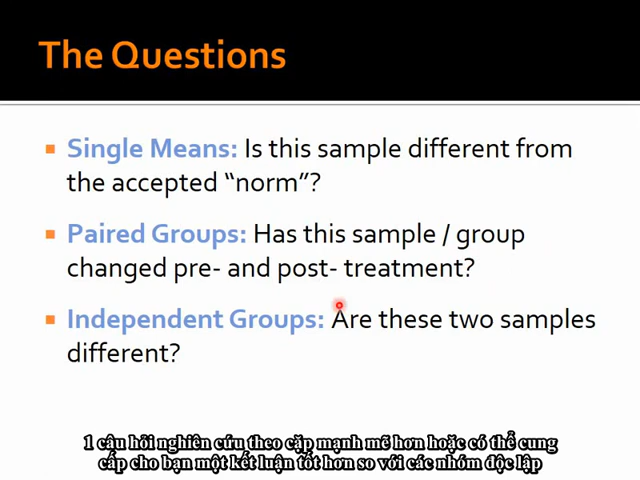 The Questions
Single Means: Is this sample different from
the accepted “norm”?
Paired Groups: Has this sample / group
changed pre- and post- treatment?
Independent Groups: Are these two samples
different?
1 câu hỏi nghiên cứu theo cặp mạnh mẽ hơn hoặc có thể cung
cấp cho bạn một kết luận tốt hơn so với các nhóm độc lập